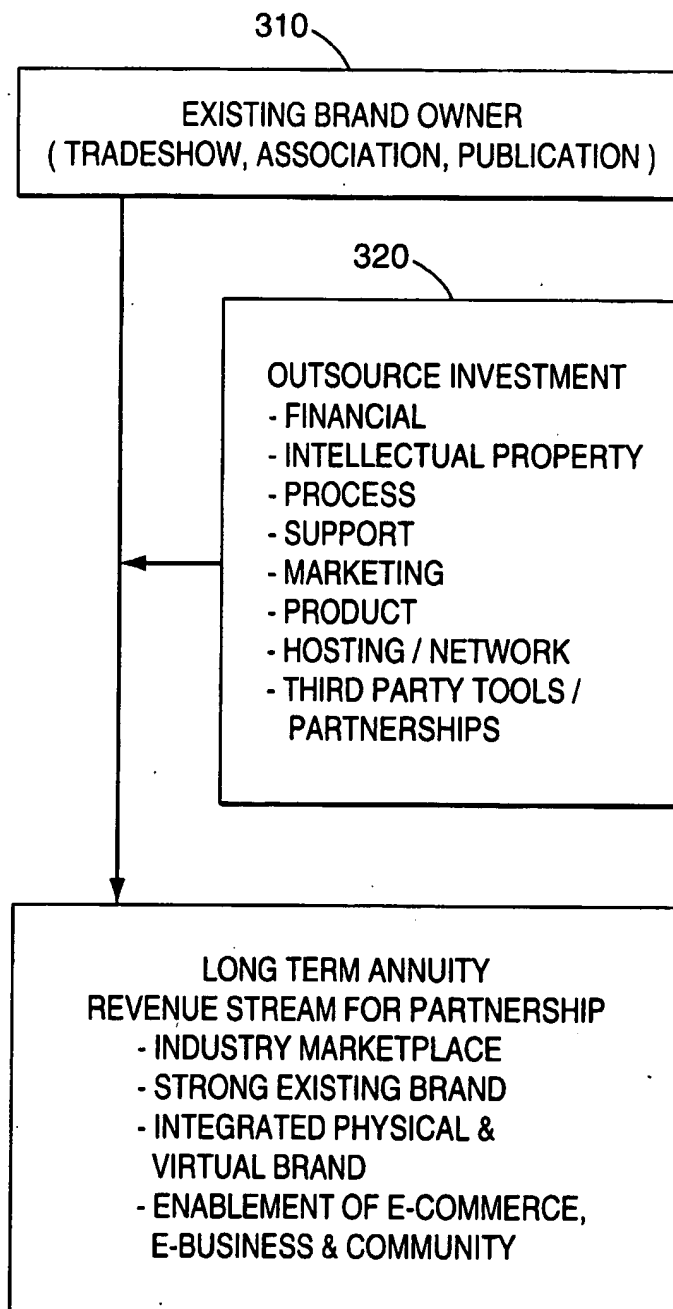 310
EXISTING BRAND OWNER
( TRADESHOW, ASSOCIATION, PUBLICATION )
320
OUTSOURCE INVESTMENT
- FINANCIAL
- INTELLECTUAL PROPERTY
- PROCESS
- SUPPORT
- MARKETING
- PRODUCT
- HOSTING / NETWORK
- THIRD PARTY TOOLS /
PARTNERSHIPS
LONG TERM ANNUITY
REVENUE STREAM FOR PARTNERSHIP
- INDUSTRY MARKETPLACE
- STRONG EXISTING BRAND
- INTEGRATED PHYSICAL &
VIRTUAL BRAND
- ENABLEMENT OF E-COMMERCE,
E-BUSINESS & COMMUNITY